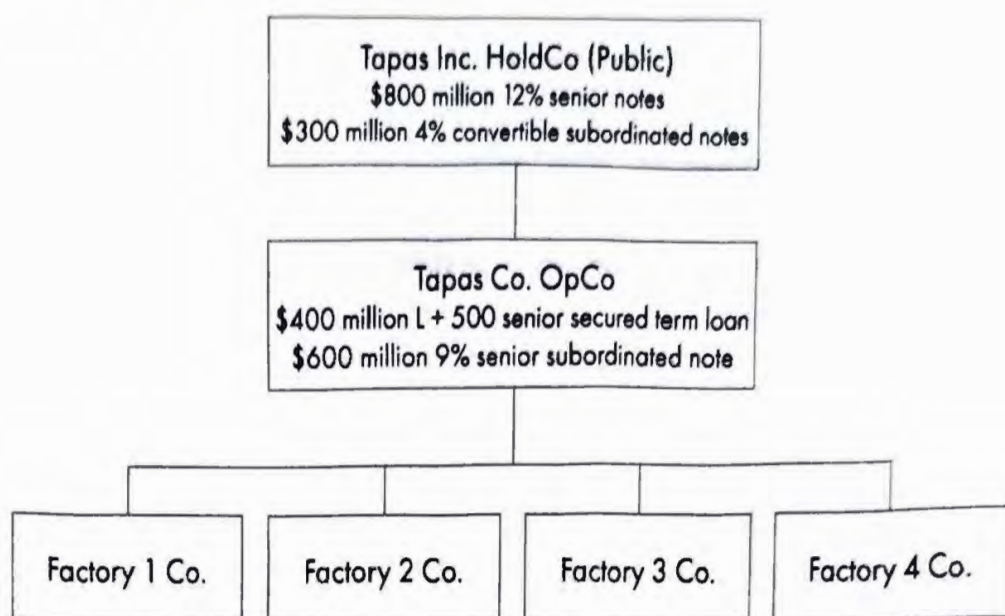 Tapas Inc. HoldCo (Public)
$800 million 12% senior notes
$300 million 4% convertible subordinated notes
Tapas Co. OpCo
$400 million L + 500 senior secured term loan
$600 million 9% senior subordinated note
Factory 1 Co.
Factory 2 Co.
Factory 3 Co.
Factory 4 Co.